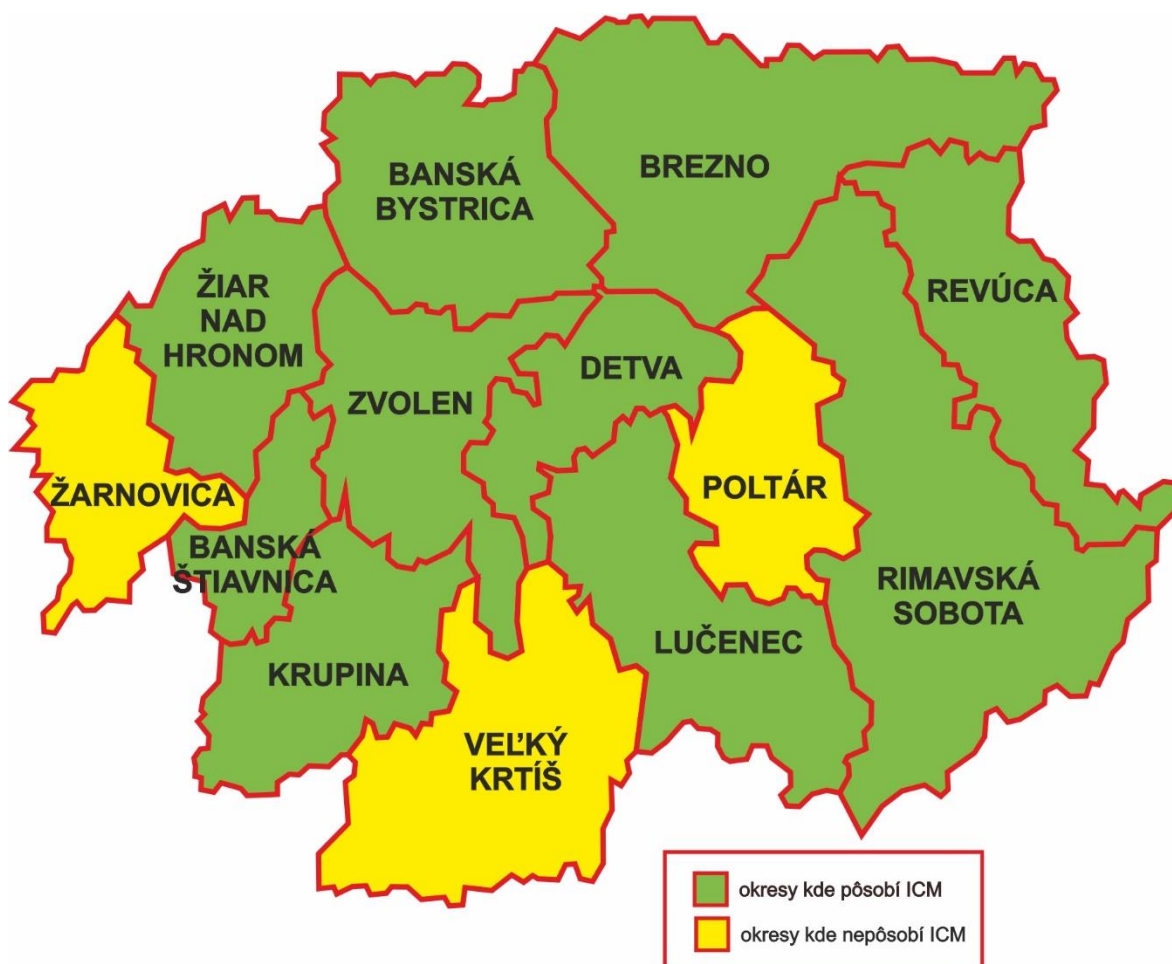 BANSKÁ
BYSTRICA
BREZNO
ŽIAR
NAD
HRONOM
REVÚCA
DETVA
ZVOLEN
ŽARNOVICA
POLTÁR
BANSKÁ
ŠTIAVNICA
RIMAVSKÁ
SOBOTA
LUČENEC
KRUPINA
VEĽKÝ
KRTÍŠ
okresy kde pôsobí ICM
okresy kde nepôsobí ICM